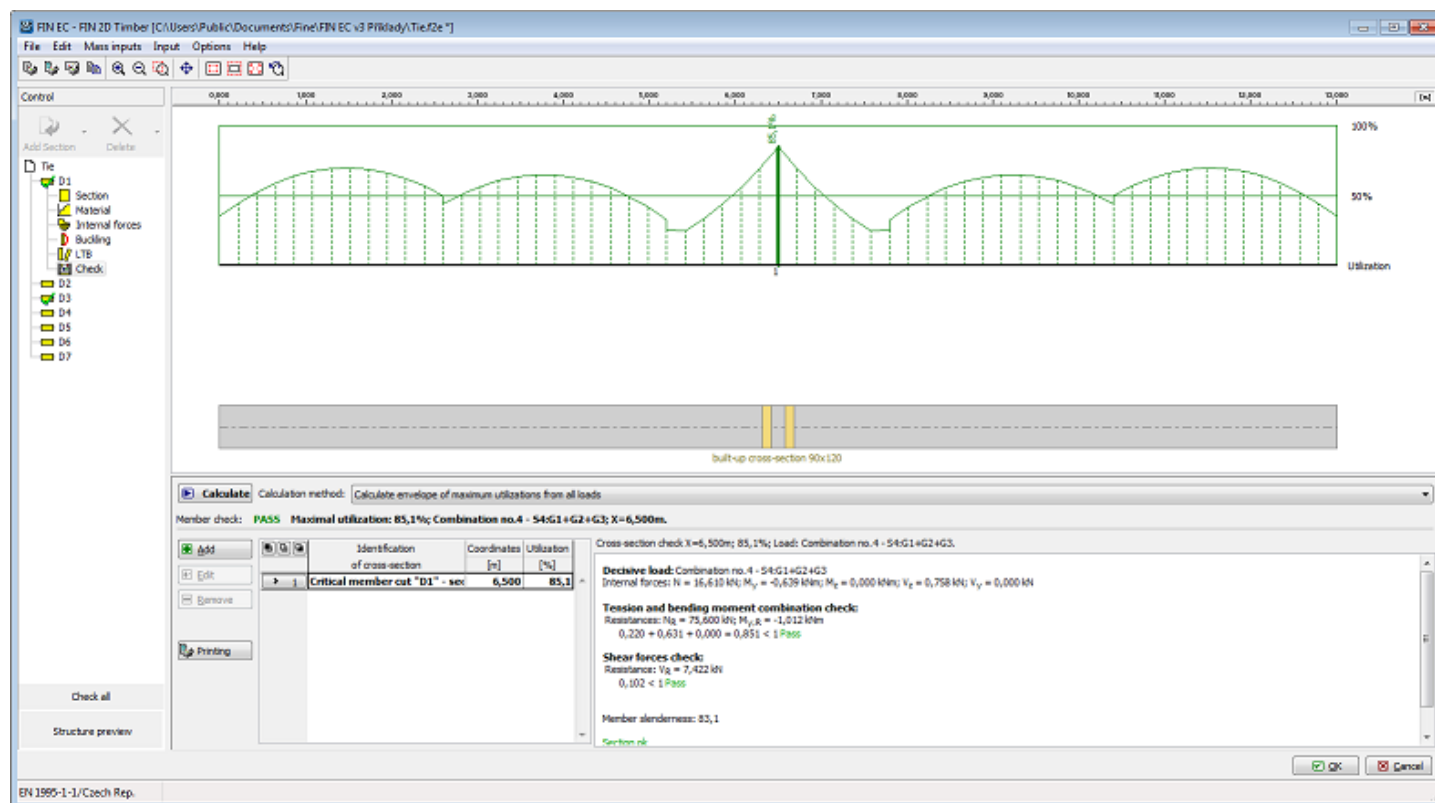 FIN EC - FIN 2D Timber [C:\Users\Public\Documents\Fine\FIN EC v3 Příklady\Tie.f2e *]
File Edit Mass inputs Input Options Help
Control
0,000 1,000 2,000 3,000 4,000 5,000 6,000 7,000 8,000 9,000 10,000 11,000 12,000 13,000 [m]
Add Section Delete
Tie
D1
Section
Material
Internal forces
Buckling
LTB
Check
D2
D3
D4
D5
D6
D7
85,1%
100%
50%
Utilization
1
built-up cross-section 90x120
Calculate Calculation method: Calculate envelope of maximum utilizations from all loads
Member check: PASS Maximal utilization: 85,1%; Combination no.4 - S4:G1+G2+G3; X=6,500m.
Add
Edit
Remove
Printing
Identification of cross-section Coordinates [m] Utilization [%]
1 Critical member cut "D1" - sec 6,500 85,1
Cross-section check X=6,500m; 85,1%; Load: Combination no.4 - S4:G1+G2+G3.
Decisive load: Combination no.4 - S4:G1+G2+G3
Internal forces: N = 16,610 kN; My = -0,639 kNm; Mz = 0,000 kNm; Vz = 0,758 kN; Vy = 0,000 kN
Tension and bending moment combination check:
Resistances: NR = 75,600 kN; My,R = -1,012 kNm
0,220 + 0,631 + 0,000 = 0,851 < 1 Pass
Shear forces check:
Resistance: VR = 7,422 kN
0,102 < 1 Pass
Member slenderness: 83,1
Section ok
Check all
Structure preview
OK Cancel
EN 1995-1-1/Czech Rep.